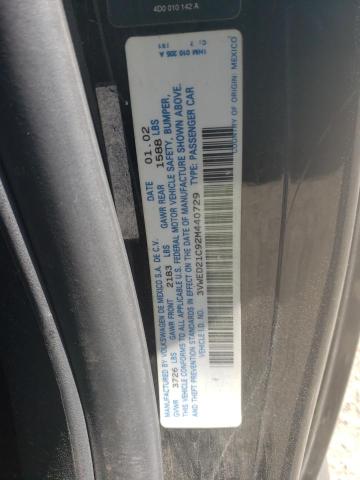 4D0 010 142 A
1HM 010 205 A
MANUFACTURED BY VOLKSWAGEN DE MEXICO S.A. DE C.V. DATE 01.02
GVWR 3726 LBS GAWR FRONT 2183 LBS GAWR REAR 1588 LBS
THIS VEHICLE CONFORMS TO ALL APPLICABLE U.S. FEDERAL MOTOR VEHICLE SAFETY, BUMPER,
AND THEFT PREVENTION STANDARDS IN EFFECT ON THE DATE OF MANUFACTURE SHOWN ABOVE.
VEHICLE I.D. NO.: 3VWED21C92M440729 TYPE: PASSENGER CAR
COUNTRY OF ORIGIN: MEXICO